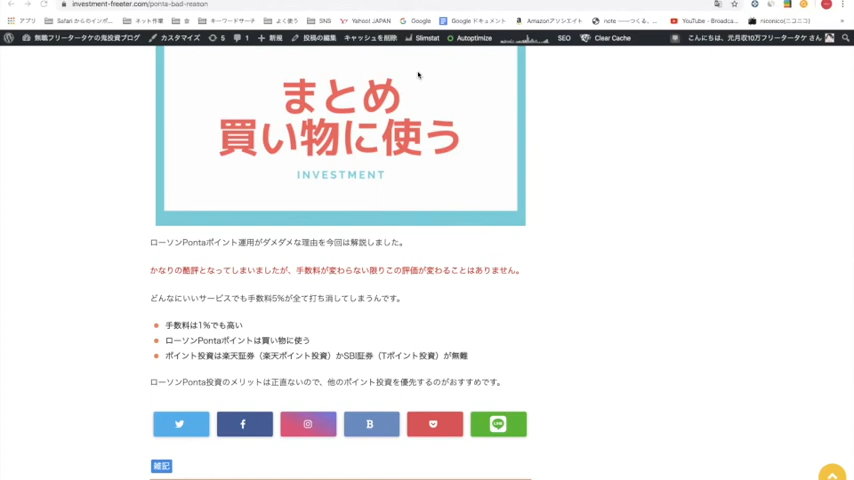 investment-freeter.com/ponta-bad-reason
アプリ Safari からのインポ... ネット作業 会 キーワードサーチ よく使う SNG Yahoo! JAPAN Google Google ドキュメント Amazonアソシエイト note ――つくる、... YouTube - Broadca... niconico(ニコニコ)
無職フリータータケの鬼投資ブログ カスタマイズ 5 1 新規 投稿の編集 キャッシュを削除 Slimstat Autoptimize SEO Clear Cache こんにちは、元月収10万フリータータケ さん
まとめ
買い物に使う
INVESTMENT
ローソンPontaポイント運用がダメダメな理由を今回は解説しました。
かなりの酷評となってしまいましたが、手数料が変わらない限りこの評価が変わることはありません。
どんなにいいサービスでも手数料5%が全て打ち消してしまうんです。
手数料は1%でも高い
ローソンPontaポイントは買い物に使う
ポイント投資は楽天証券（楽天ポイント投資）かSBI証券（Tポイント投資）が無難
ローソンPonta投資のメリットは正直ないので、他のポイント投資を優先するのがおすすめです。
B! LINE
雑記